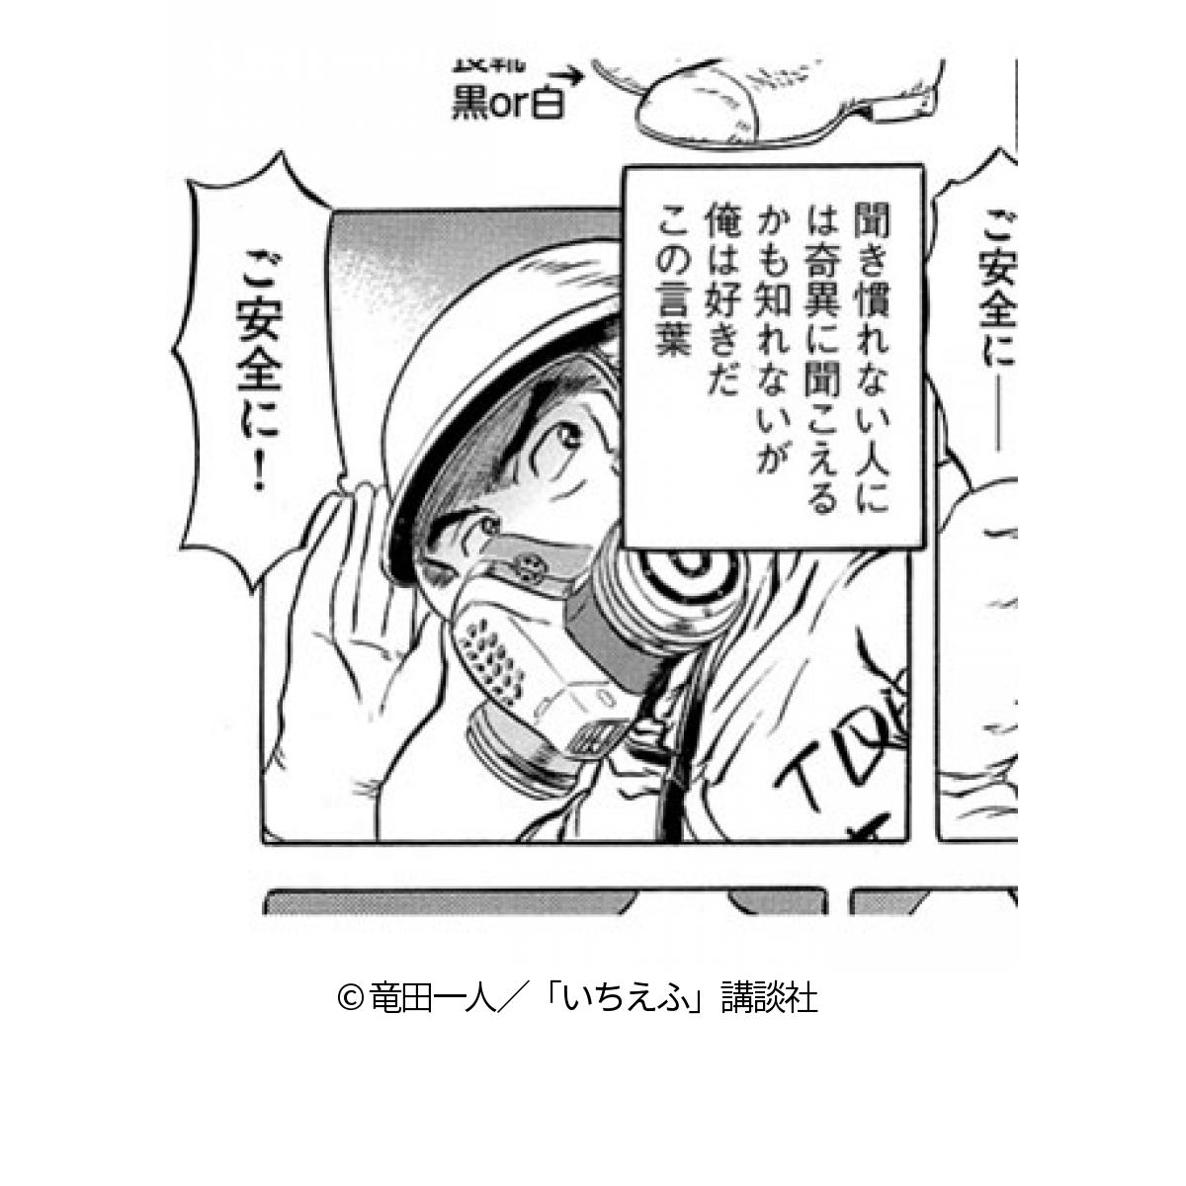 黒or白
ご安全に――
聞き慣れない人に
は奇異に聞こえる
かも知れないが
俺は好きだ
この言葉
ご安全に!
©竜田一人／「いちえふ」講談社